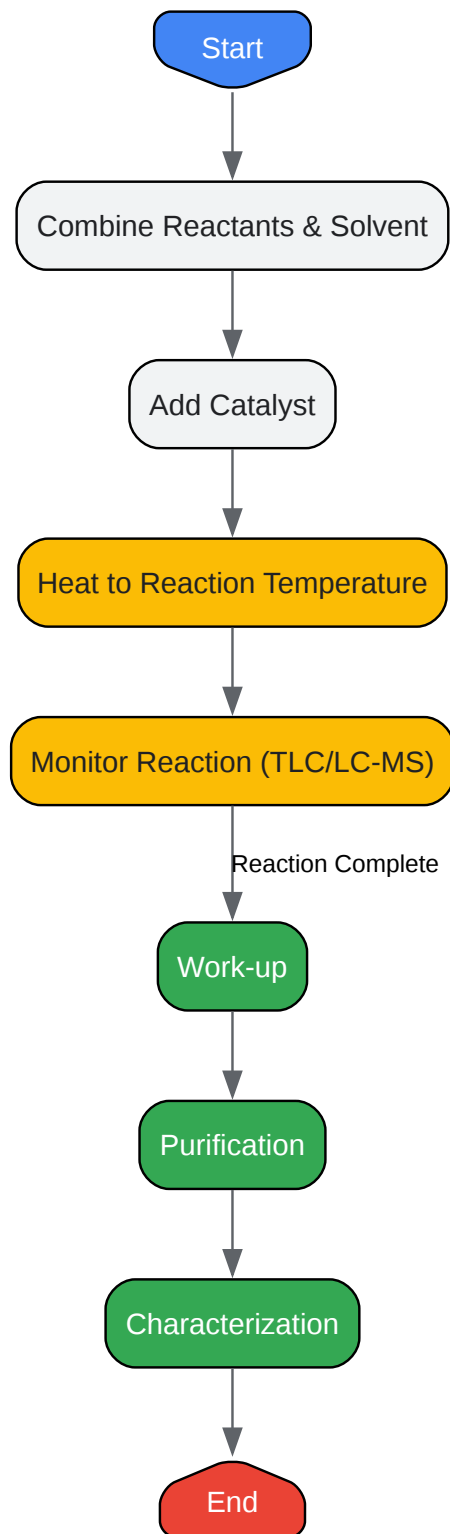 Start
Combine Reactants & Solvent
Add Catalyst
Heat to Reaction Temperature
Monitor Reaction (TLC/LC-MS)
Reaction Complete
Work-up
Purification
Characterization
End